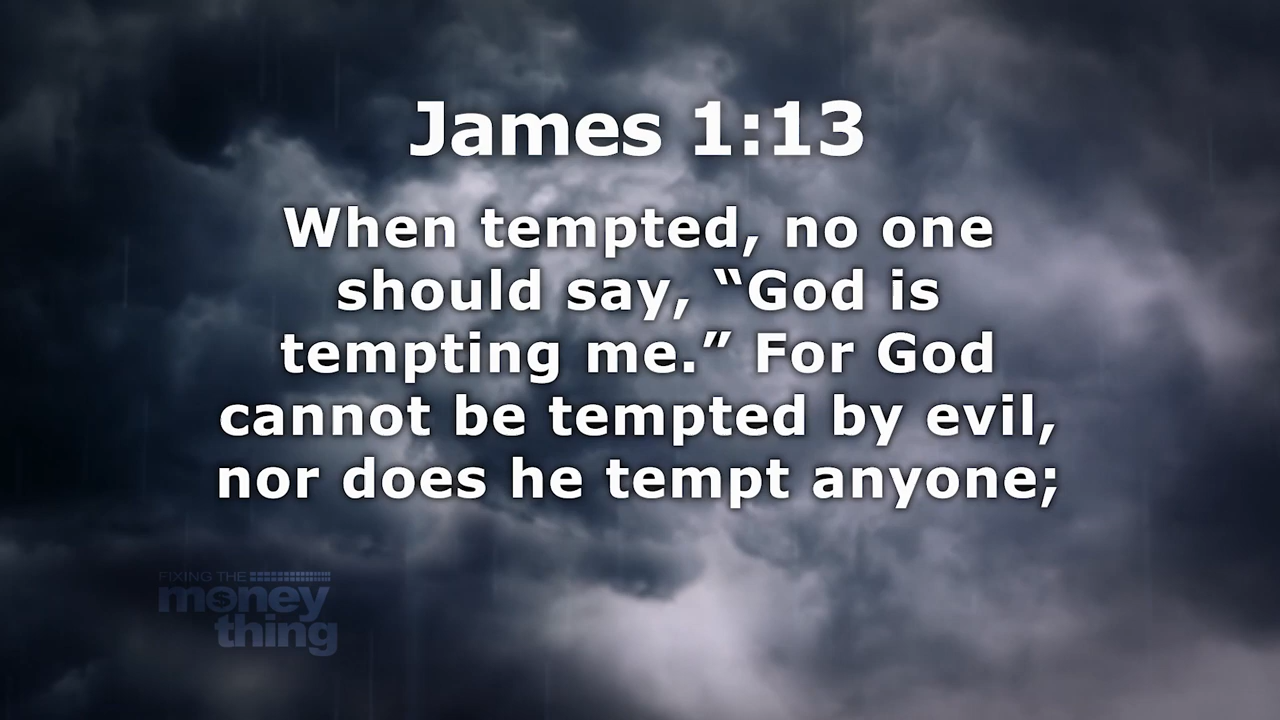 James 1:13
When tempted, no one
should say, “God is
tempting me.” For God
cannot be tempted by evil,
nor does he tempt anyone;
FIXING THE
money
thing